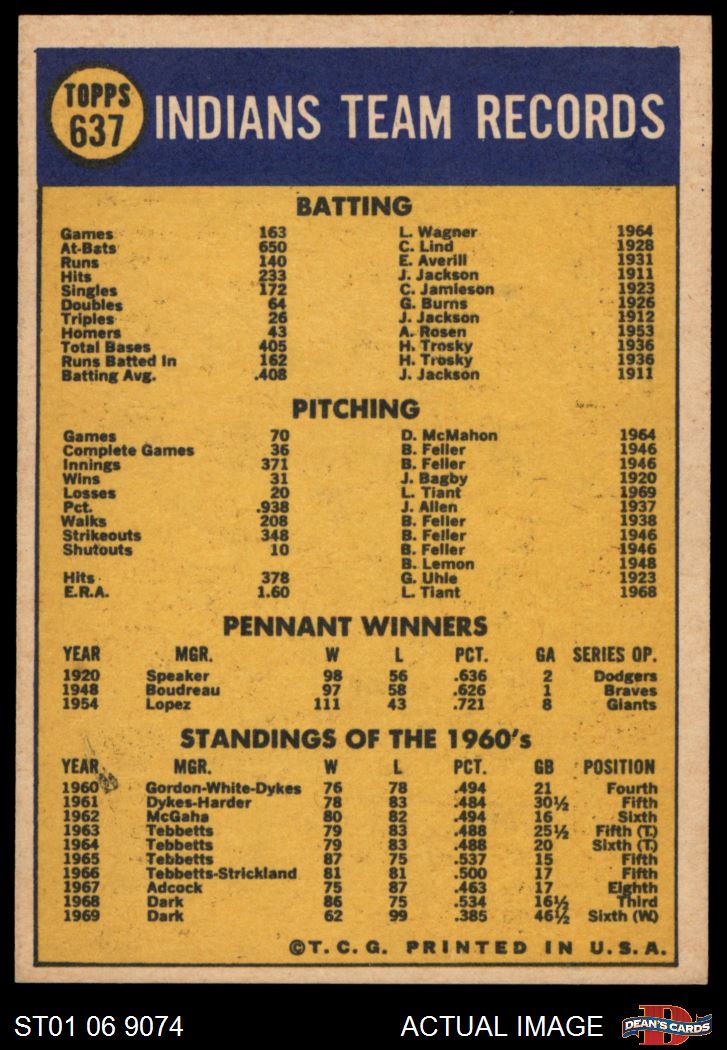 TOPPS
637
INDIANS TEAM RECORDS
BATTING
Games 163 L. Wagner 1964
At-Bats 650 C. Lind 1928
Runs 140 E. Averill 1931
Hits 233 J. Jackson 1911
Singles 172 C. Jamieson 1923
Doubles 64 G. Burns 1926
Triples 26 J. Jackson 1912
Homers 43 A. Rosen 1953
Total Bases 405 H. Trosky 1936
Runs Batted In 162 H. Trosky 1936
Batting Avg. .408 J. Jackson 1911
PITCHING
Games 70 D. McMahon 1964
Complete Games 36 B. Feller 1946
Innings 371 B. Feller 1946
Wins 31 J. Bagby 1920
Losses 20 L. Tiant 1969
Pct. .938 J. Allen 1937
Walks 208 B. Feller 1938
Strikeouts 348 B. Feller 1946
Shutouts 10 B. Feller 1946
B. Lemon 1948
Hits 378 G. Uhle 1923
E.R.A. 1.60 L. Tiant 1968
PENNANT WINNERS
YEAR MGR. W L PCT. GA SERIES OP.
1920 Speaker 98 56 .636 2 Dodgers
1948 Boudreau 97 58 .626 1 Braves
1954 Lopez 111 43 .721 8 Giants
STANDINGS OF THE 1960's
YEAR MGR. W L PCT. GB POSITION
1960 Gordon-White-Dykes 76 78 .494 21 Fourth
1961 Dykes-Harder 78 83 .484 30½ Fifth
1962 McGaha 80 82 .494 16 Sixth
1963 Tebbetts 79 83 .488 25½ Fifth (T.)
1964 Tebbetts 79 83 .488 20 Sixth (T.)
1965 Tebbetts 87 75 .537 15 Fifth
1966 Tebbetts-Strickland 81 81 .500 17 Fifth
1967 Adcock 75 87 .463 17 Eighth
1968 Dark 86 75 .534 16½ Third
1969 Dark 62 99 .385 46½ Sixth (W.)
©T.C.G. PRINTED IN U.S.A.
ST01 06 9074 ACTUAL IMAGE DEAN'S CARDS